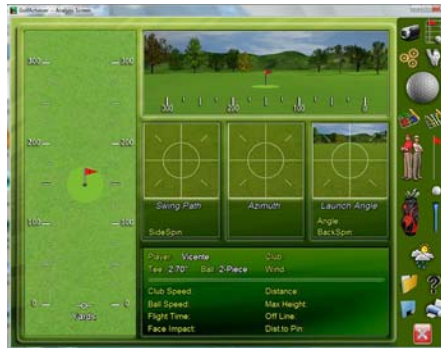 GolfAchiever - Analysis Screen
300 300
200 200
100 100
0 0
Yards
300 200 100 0
Swing Path
SideSpin
Azimuth
Launch Angle
Angle
BackSpin
Player Vicente Club
Tee 2.70" Ball 2-Piece Wind
Club Speed: Distance:
Ball Speed: Max Height:
Flight Time: Off Line:
Face Impact: Dist to Pin: